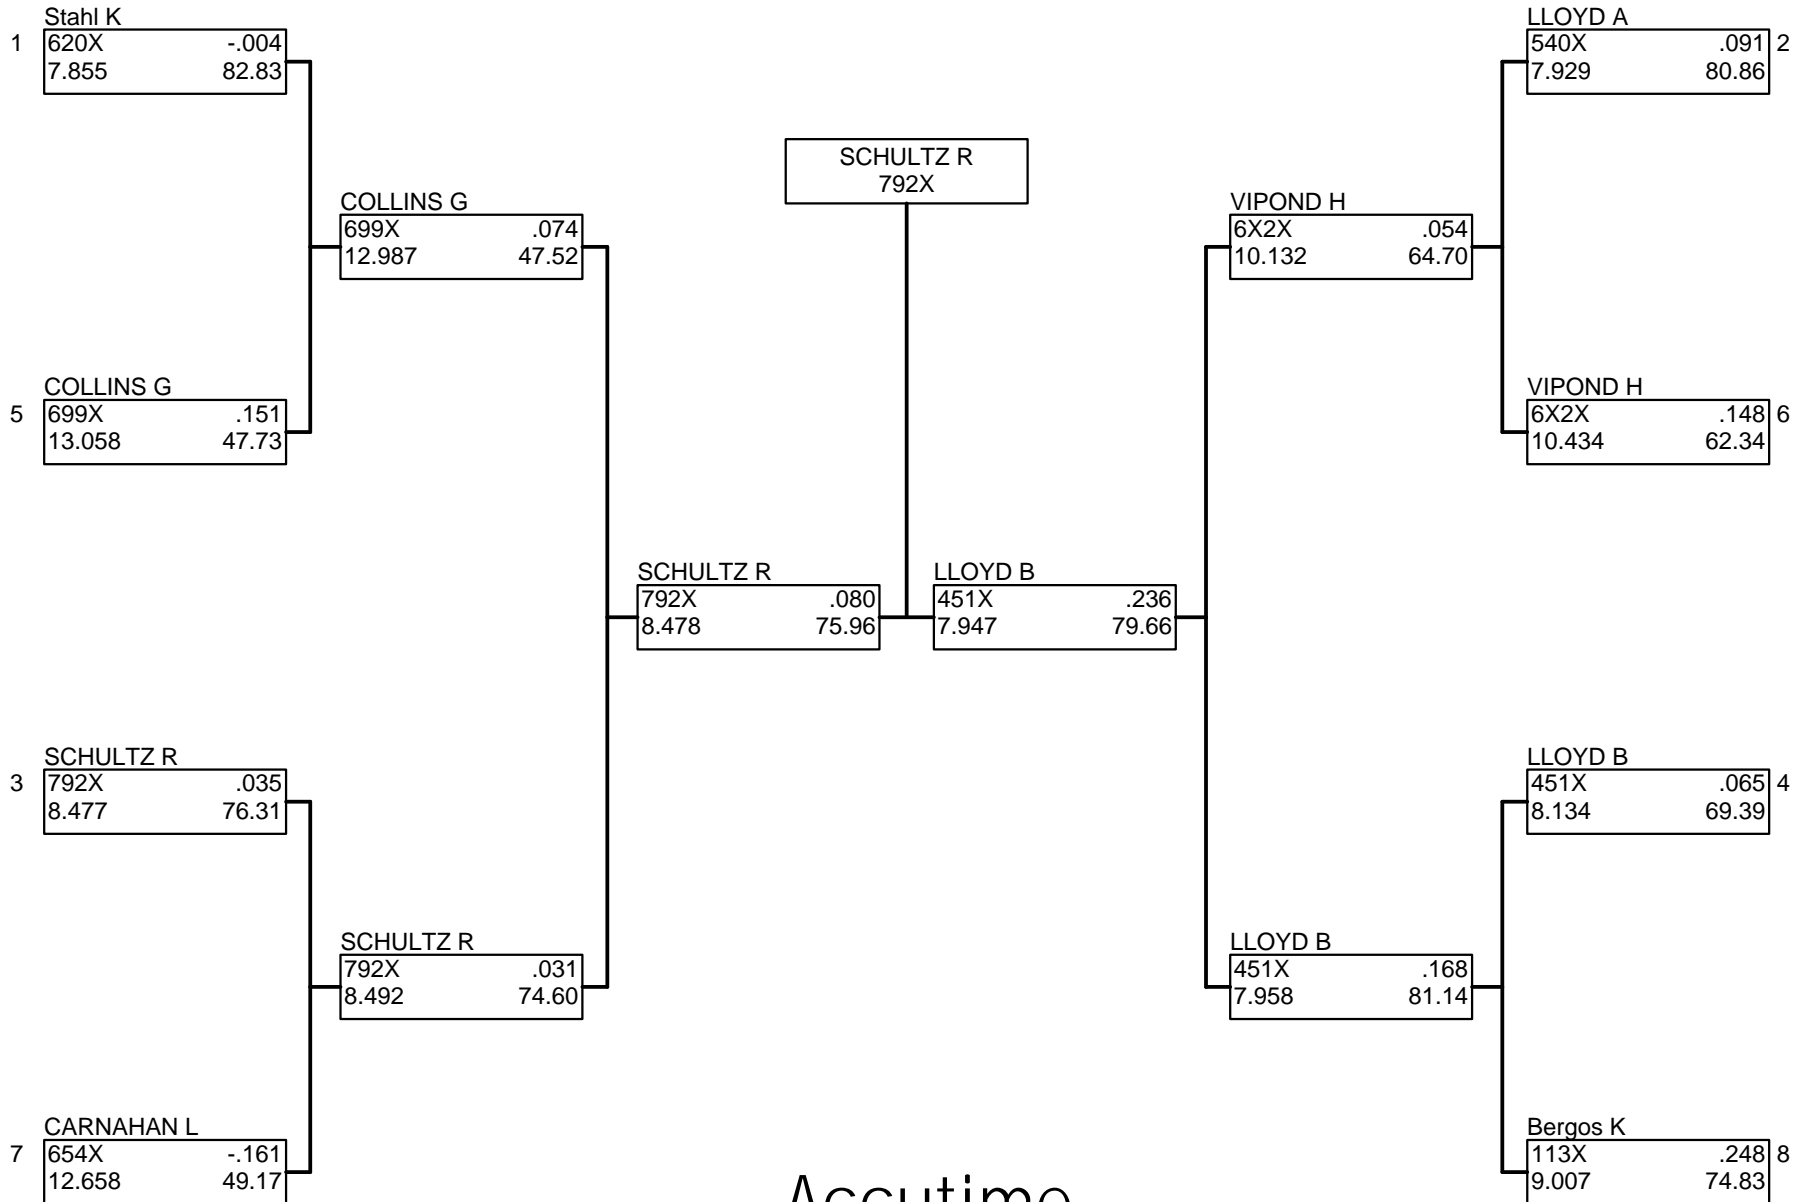 Stahl K
1 620X -.004
7.855 82.83
COLLINS G
5 699X .151
13.058 47.73
SCHULTZ R
3 792X .035
8.477 76.31
CARNAHAN L
7 654X -.161
12.658 49.17
COLLINS G
699X .074
12.987 47.52
SCHULTZ R
792X .031
8.492 74.60
SCHULTZ R
792X .080
8.478 75.96
SCHULTZ R
792X
LLOYD B
451X .236
7.947 79.66
VIPOND H
6X2X .054
10.132 64.70
LLOYD B
451X .168
7.958 81.14
LLOYD A
540X .091 2
7.929 80.86
VIPOND H
6X2X .148 6
10.434 62.34
LLOYD B
451X .065 4
8.134 69.39
Bergos K
113X .248 8
9.007 74.83
Accutime